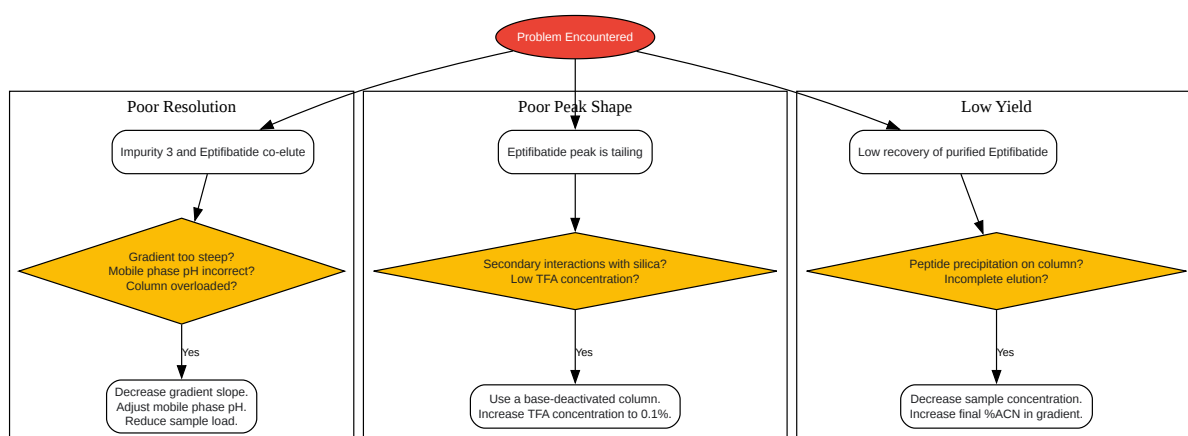 Problem Encountered
Poor Resolution
Impurity 3 and Eptifibatide co-elute
Gradient too steep?
Mobile phase pH incorrect?
Column overloaded?
Yes
Decrease gradient slope.
Adjust mobile phase pH.
Reduce sample load.
Poor Peak Shape
Eptifibatide peak is tailing
Secondary interactions with silica?
Low TFA concentration?
Yes
Use a base-deactivated column.
Increase TFA concentration to 0.1%.
Low Yield
Low recovery of purified Eptifibatide
Peptide precipitation on column?
Incomplete elution?
Yes
Decrease sample concentration.
Increase final %ACN in gradient.